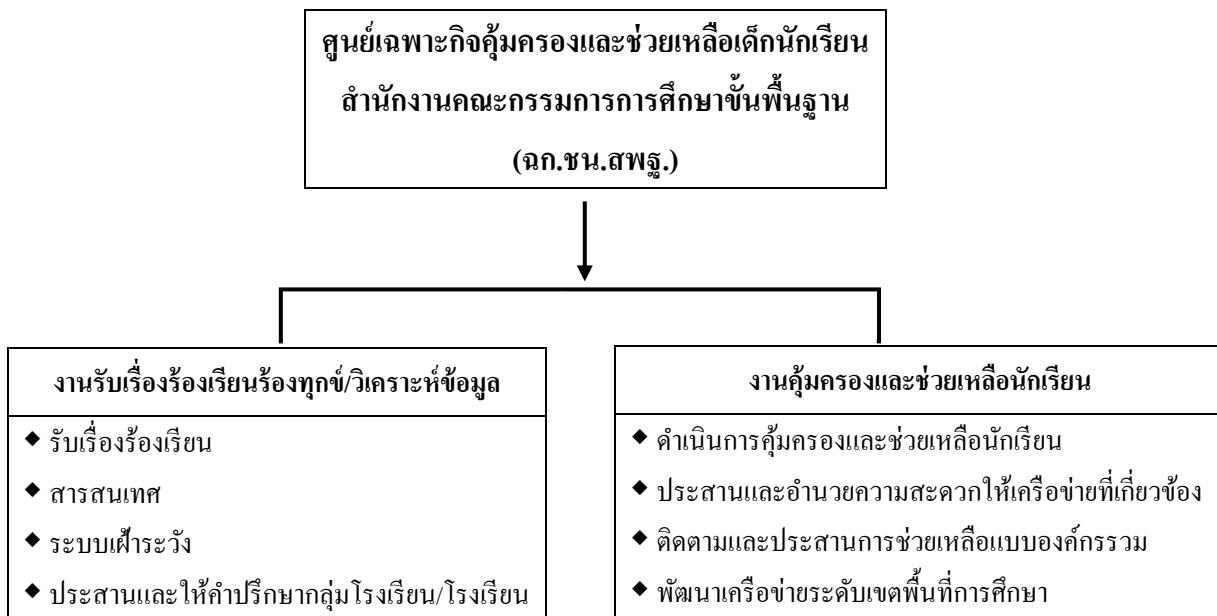 ศูนย์เฉพาะกิจคุ้มครองและช่วยเหลือเด็กนักเรียน
สำนักงานคณะกรรมการการศึกษาขั้นพื้นฐาน
(ฉก.ชน.สพฐ.)
งานรับเรื่องร้องเรียนร้องทุกข์/วิเคราะห์ข้อมูล
◆ รับเรื่องร้องเรียน
◆ สารสนเทศ
◆ ระบบเฝ้าระวัง
◆ ประสานและให้คำปรึกษากลุ่มโรงเรียน/โรงเรียน
งานคุ้มครองและช่วยเหลือนักเรียน
◆ ดำเนินการคุ้มครองและช่วยเหลือนักเรียน
◆ ประสานและอำนวยความสะดวกให้เครือข่ายที่เกี่ยวข้อง
◆ ติดตามและประสานการช่วยเหลือแบบองค์กรรวม
◆ พัฒนาเครือข่ายระดับเขตพื้นที่การศึกษา